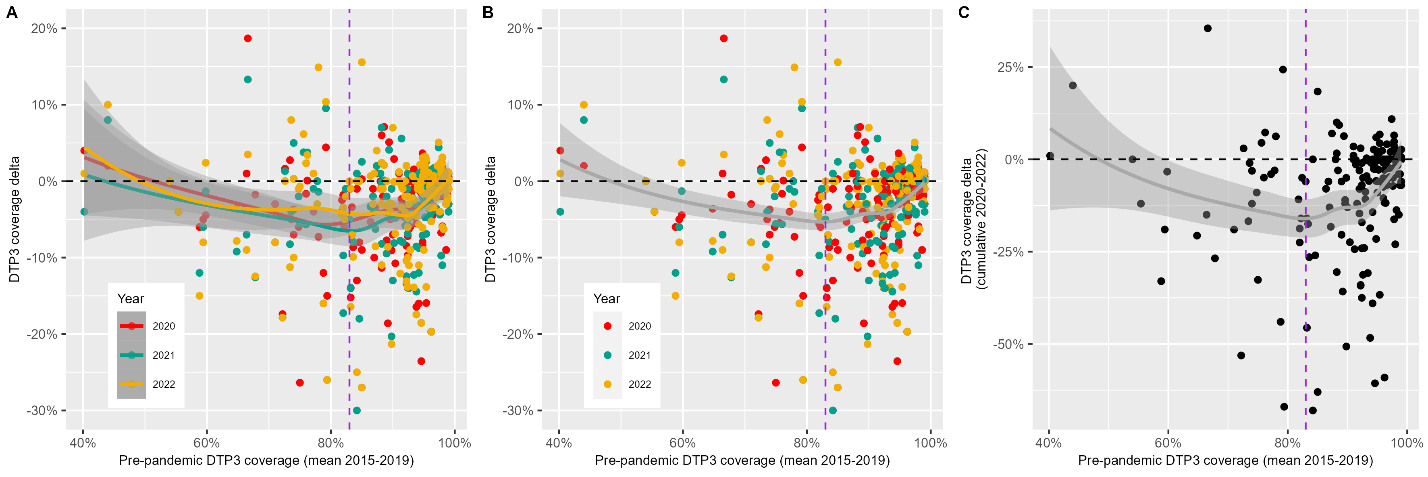 A
B
C
20%
10%
0%
-10%
-20%
-30%
DTP3 coverage delta
Year
2020
2021
2022
40%
60%
80%
100%
Pre-pandemic DTP3 coverage (mean 2015-2019)
20%
10%
0%
-10%
-20%
-30%
DTP3 coverage delta
Year
2020
2021
2022
40%
60%
80%
100%
Pre-pandemic DTP3 coverage (mean 2015-2019)
25%
0%
-25%
-50%
DTP3 coverage delta
(cumulative 2020-2022)
40%
60%
80%
100%
Pre-pandemic DTP3 coverage (mean 2015-2019)